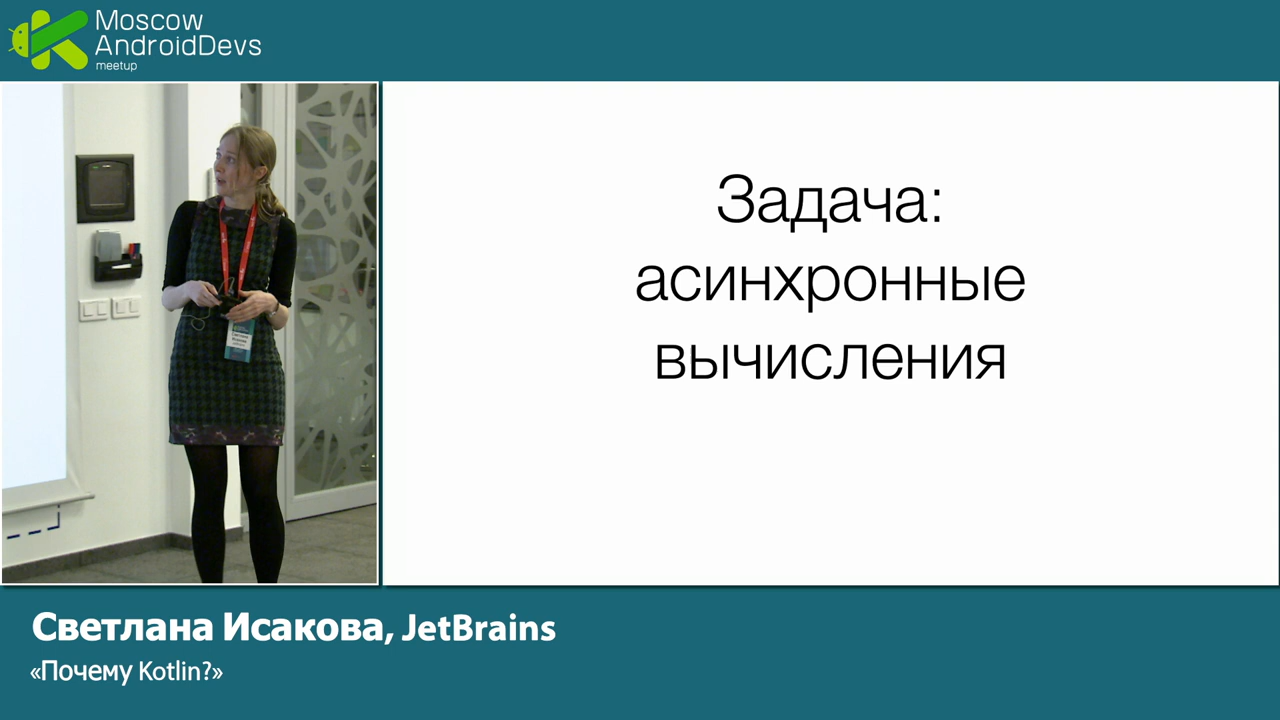 Moscow
AndroidDevs
meetup
Задача:
асинхронные
вычисления
Светлана Исакова, JetBrains
«Почему Kotlin?»